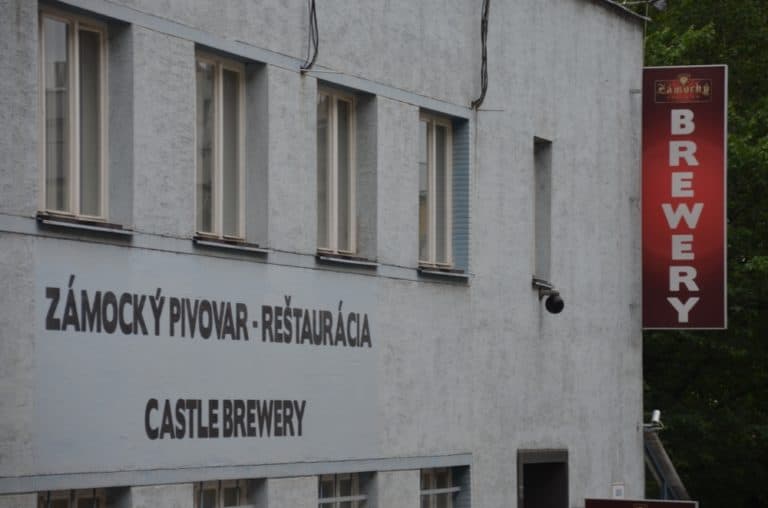 ZÁMOCKÝ PIVOVAR - REŠTAURÁCIA
CASTLE BREWERY
Zámocký
BREWERY